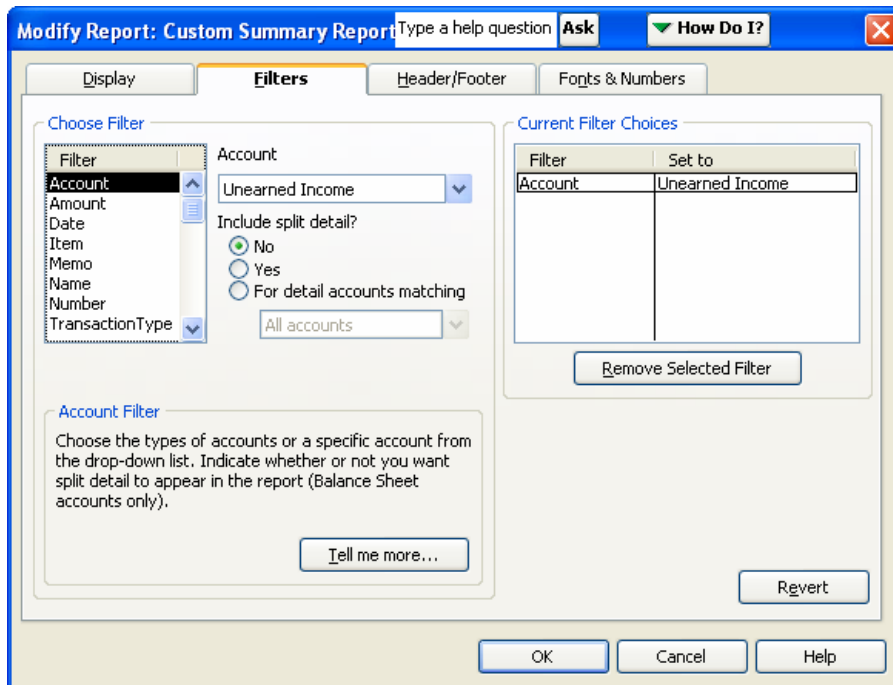 Modify Report: Custom Summary Report Type a help question Ask How Do I?
Display Filters Header/Footer Fonts & Numbers
Choose Filter
Filter
Account
Amount
Date
Item
Memo
Name
Number
TransactionType
Account
Unearned Income
Include split detail?
No
Yes
For detail accounts matching
All accounts
Account Filter
Choose the types of accounts or a specific account from
the drop-down list. Indicate whether or not you want
split detail to appear in the report (Balance Sheet
accounts only).
Tell me more...
Current Filter Choices
Filter Set to
Account Unearned Income
Remove Selected Filter
Revert
OK Cancel Help